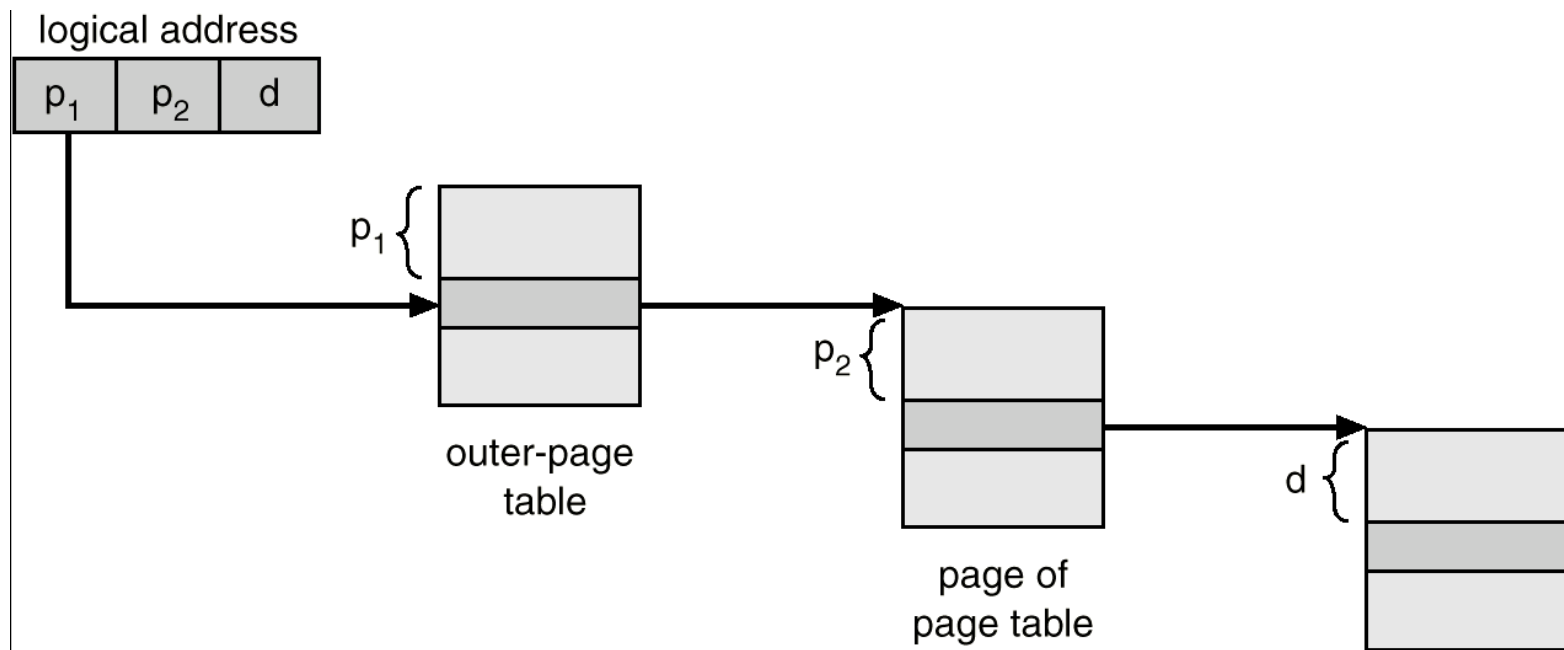 logical address
p₁ p₂ d
p₁
p₂
d
outer-page
table
page of
page table